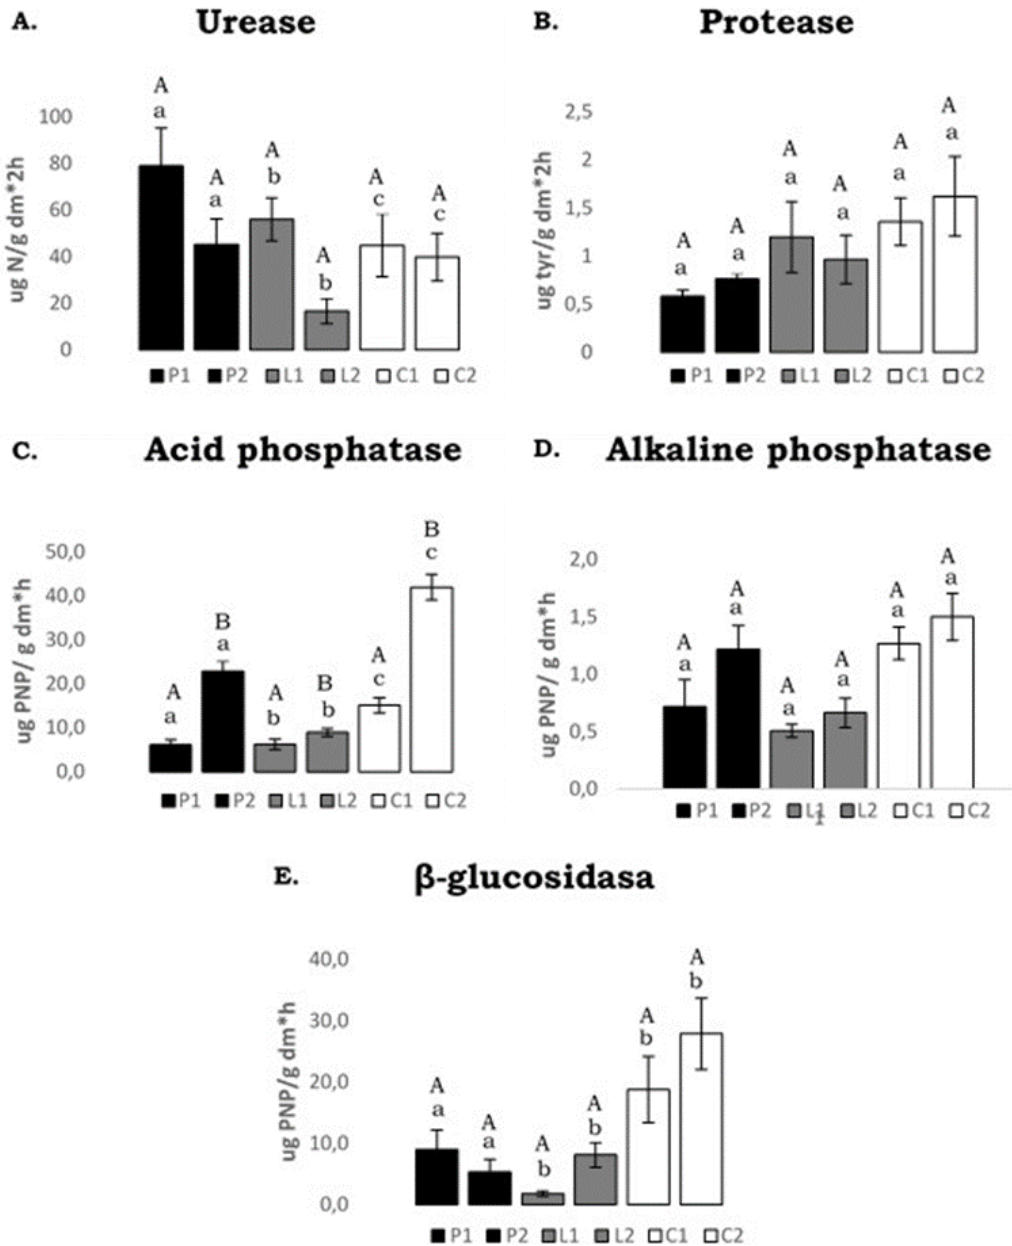 A. Urease
ug N/g dm*2h
100
80
60
40
20
0
A
a
A
a
A
b
A
b
A
c
A
c
P1 P2 L1 L2 C1 C2
B. Protease
ug tyr/g dm*2h
2,5
2
1,5
1
0,5
0
A
a
A
a
A
a
A
a
A
a
A
a
P1 P2 L1 L2 C1 C2
C. Acid phosphatase
ug PNP/ g dm*h
50,0
40,0
30,0
20,0
10,0
0,0
A
a
B
a
A
b
B
b
A
c
B
c
P1 P2 L1 L2 C1 C2
D. Alkaline phosphatase
ug PNP/ g dm*h
2,0
1,5
1,0
0,5
0,0
A
a
A
a
A
a
A
a
A
a
A
a
P1 P2 L1 L2 C1 C2
1
E. β-glucosidasa
ug PNP/g dm*h
40,0
30,0
20,0
10,0
0,0
A
a
A
a
A
b
A
b
A
b
A
b
P1 P2 L1 L2 C1 C2